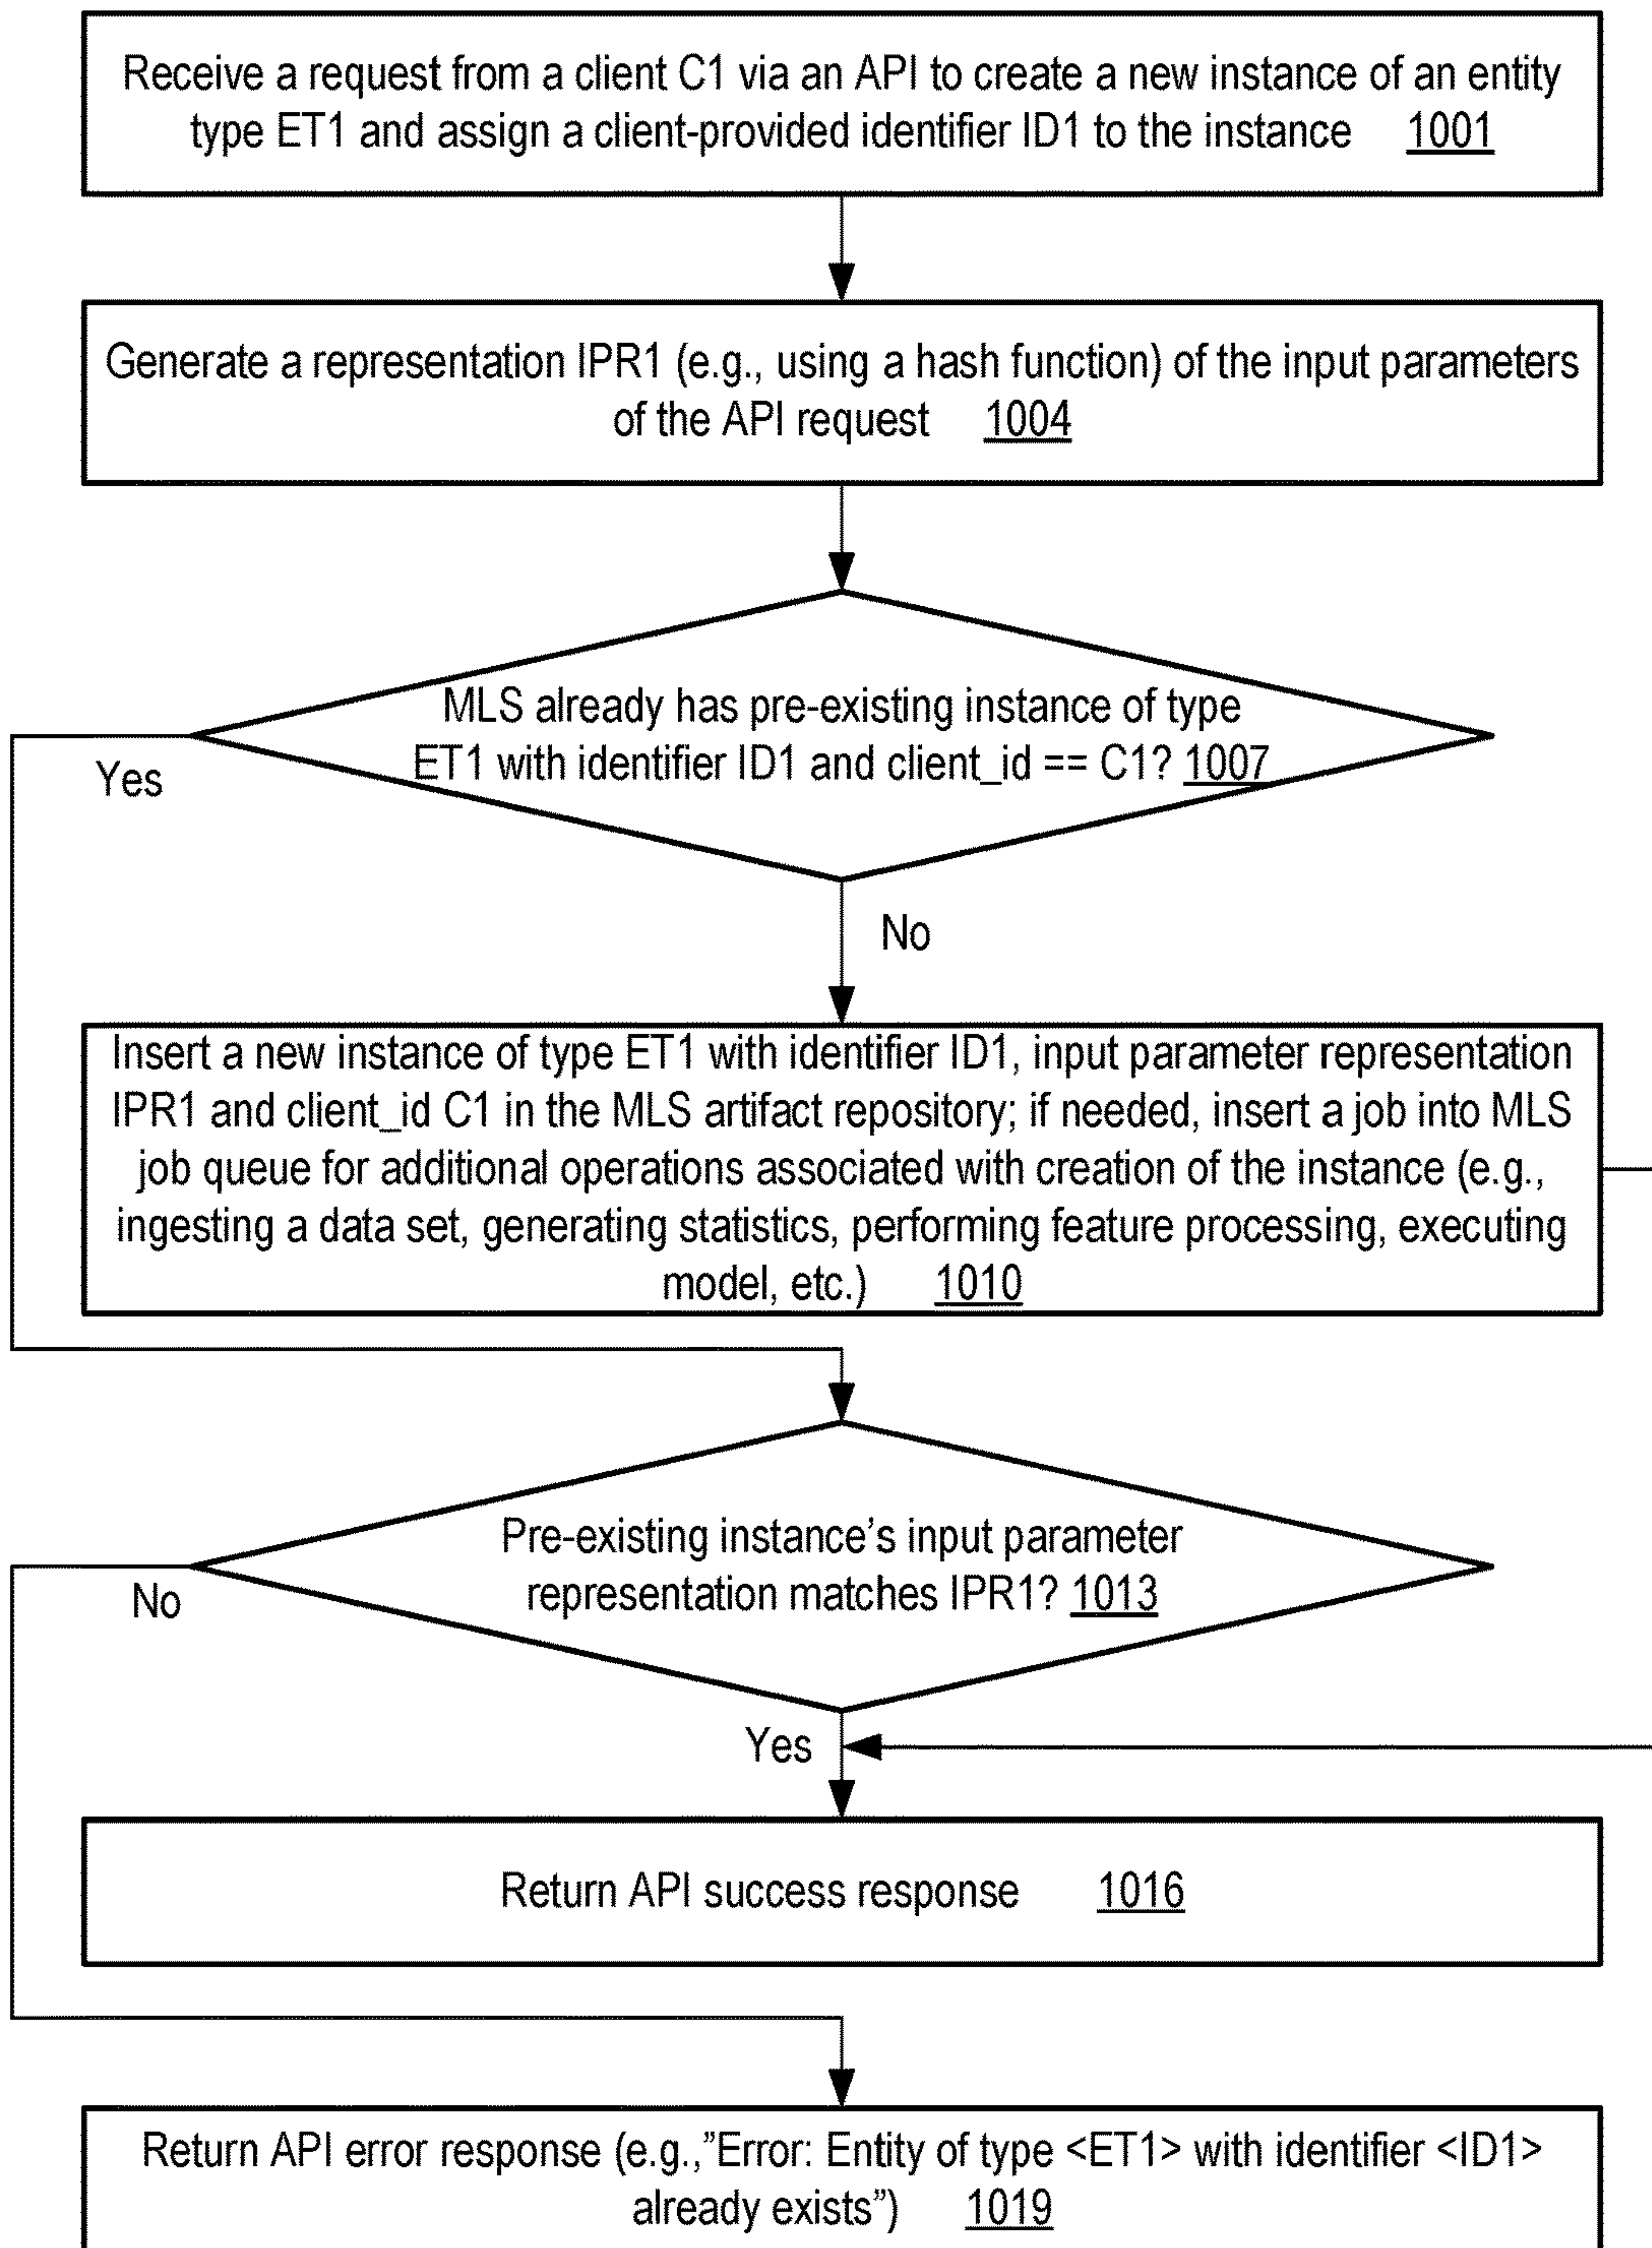 Receive a request from a client C1 via an API to create a new instance of an entity
type ET1 and assign a client-provided identifier ID1 to the instance 1001
Generate a representation IPR1 (e.g., using a hash function) of the input parameters
of the API request 1004
MLS already has pre-existing instance of type
ET1 with identifier ID1 and client_id == C1? 1007
Yes
No
Insert a new instance of type ET1 with identifier ID1, input parameter representation
IPR1 and client_id C1 in the MLS artifact repository; if needed, insert a job into MLS
job queue for additional operations associated with creation of the instance (e.g.,
ingesting a data set, generating statistics, performing feature processing, executing
model, etc.) 1010
Pre-existing instance’s input parameter
representation matches IPR1? 1013
No
Yes
Return API success response 1016
Return API error response (e.g.,”Error: Entity of type <ET1> with identifier <ID1>
already exists”) 1019